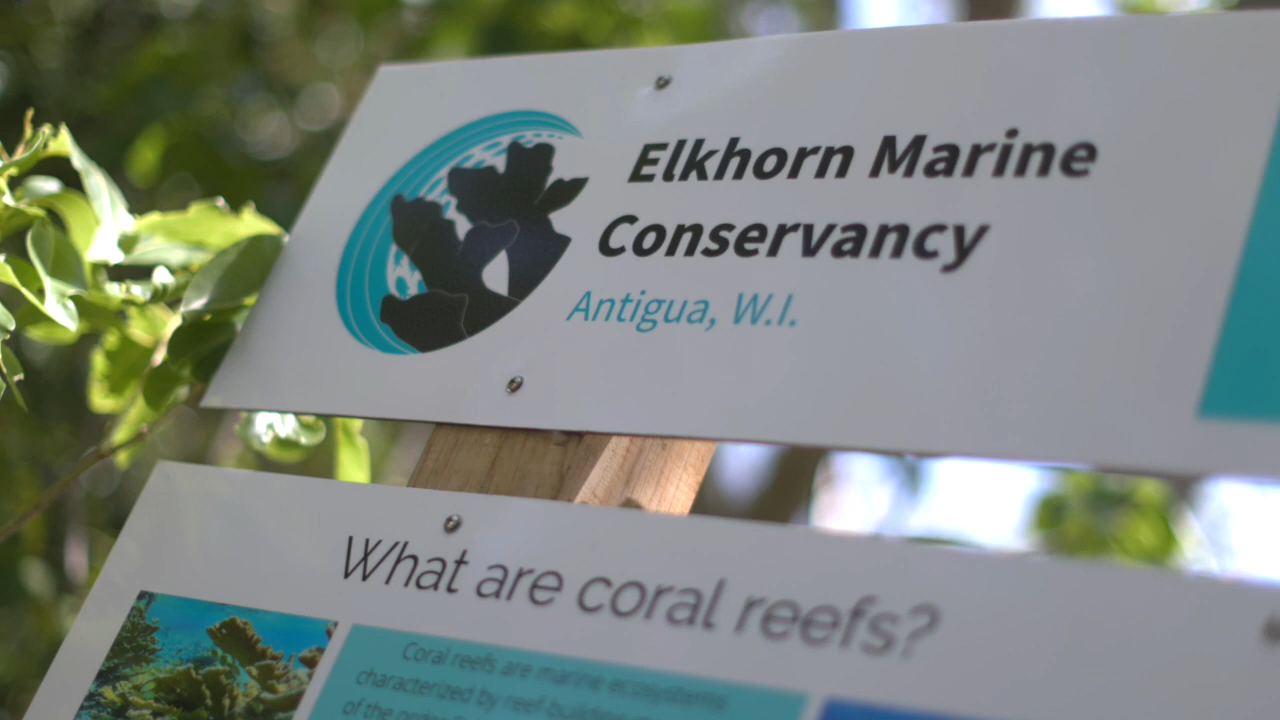 Elkhorn Marine
Conservancy
Antigua, W.I.
What are coral reefs?
Coral reefs are marine ecosystems
characterized by reef-building
of the order